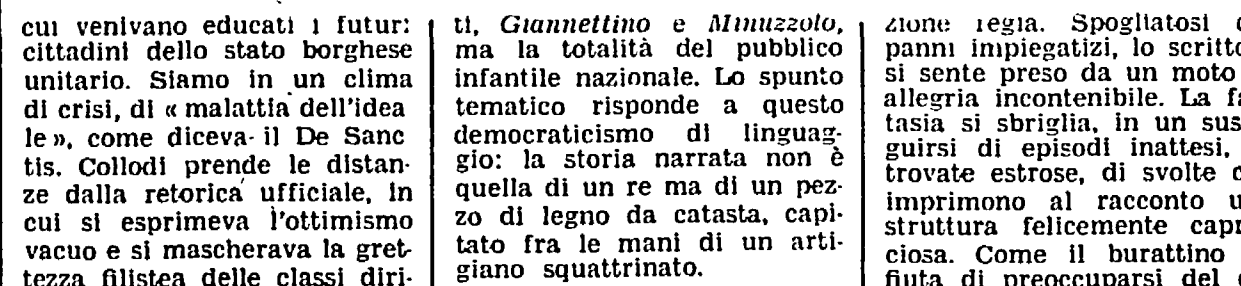 cui venivano educati i futuri
cittadini dello stato borghese
unitario. Siamo in un clima
di crisi, di « malattia dell'idea
le », come diceva il De Sanc
tis. Collodi prende le distan-
ze dalla retorica ufficiale, in
cui si esprimeva l'ottimismo
vacuo e si mascherava la gret-
tezza filistea delle classi diri-
ti, Giannettino e Minuzzolo,
ma la totalità del pubblico
infantile nazionale. Lo spunto
tematico risponde a questo
democraticismo di linguag-
gio: la storia narrata non è
quella di un re ma di un pez-
zo di legno da catasta, capi-
tato fra le mani di un arti-
giano squattrinato.
zione regia. Spogliatosi
panni impiegatizi, lo scritto
si sente preso da un moto
allegria incontenibile. La fa
tasia si sbriglia, in un sus
guirsi di episodi inattesi,
trovate estrose, di svolte c
imprimono al racconto u
struttura felicemente capr
ciosa. Come il burattino
fiuta di preoccuparsi del